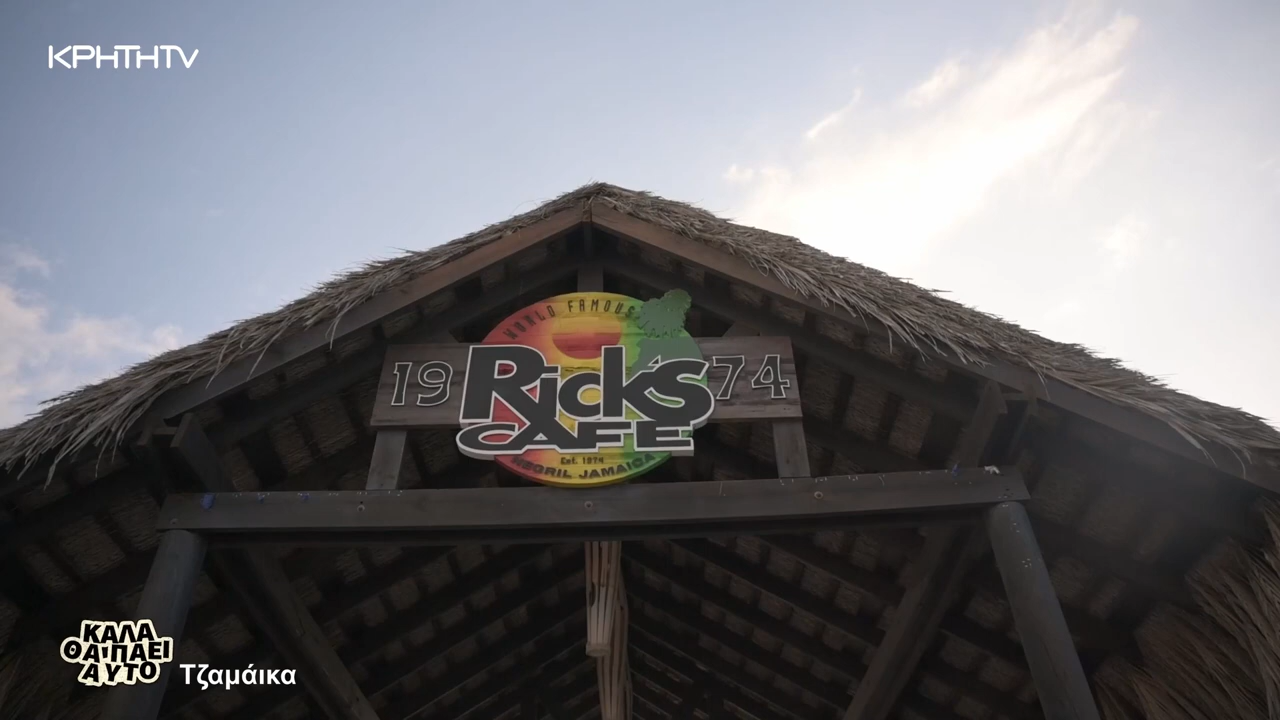 ΚΡΗΤΗTV
WORLD FAMOUS
19 74
Rick's
CAFE
Est. 1974
NEGRIL JAMAICA
ΚΑΛΑ
ΘΑ ΠΑΕΙ
ΑΥΤΟ
Τζαμάικα